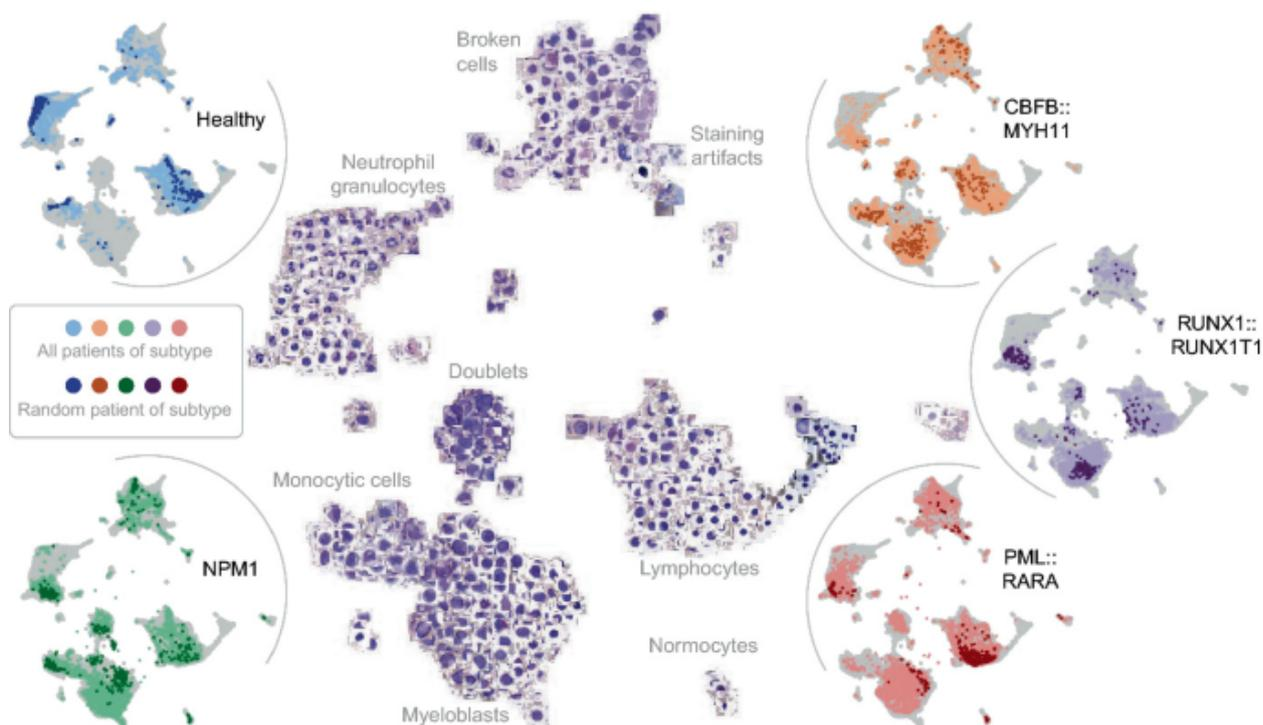 Broken
cells
Healthy
CBFB::
MYH11
Staining
artifacts
Neutrophil
granulocytes
RUNX1::
RUNX1T1
All patients of subtype
Random patient of subtype
Doublets
Monocytic cells
NPM1
Lymphocytes
PML::
RARA
Normocytes
Myeloblasts